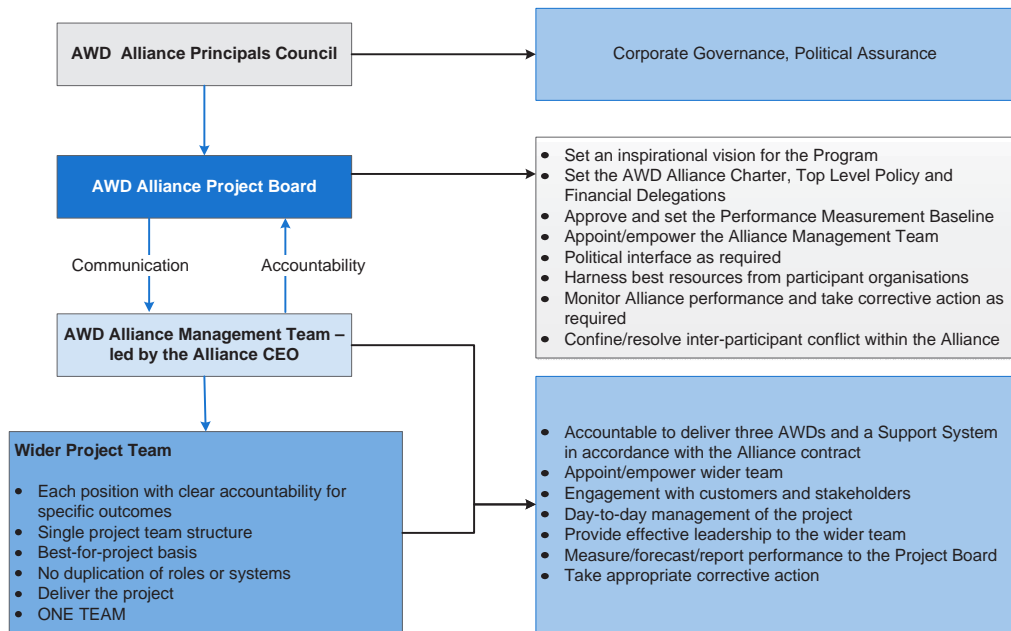 AWD  Alliance Principals Council
Corporate Governance, Political Assurance
AWD Alliance Project Board
• Set an inspirational vision for the Program
• Set the AWD Alliance Charter, Top Level Policy and
Financial Delegations
• Approve and set the Performance Measurement Baseline
• Appoint/empower the Alliance Management Team
• Political interface as required
• Harness best resources from participant organisations
• Monitor Alliance performance and take corrective action as
required
• Confine/resolve inter-participant conflict within the Alliance
Communication
Accountability
AWD Alliance Management Team –
led by the Alliance CEO
Wider Project Team
• Each position with clear accountability for
specific outcomes
• Single project team structure
• Best-for-project basis
• No duplication of roles or systems
• Deliver the project
• ONE TEAM
• Accountable to deliver three AWDs and a Support System
in accordance with the Alliance contract
• Appoint/empower wider team
• Engagement with customers and stakeholders
• Day-to-day management of the project
• Provide effective leadership to the wider team
• Measure/forecast/report performance to the Project Board
• Take appropriate corrective action